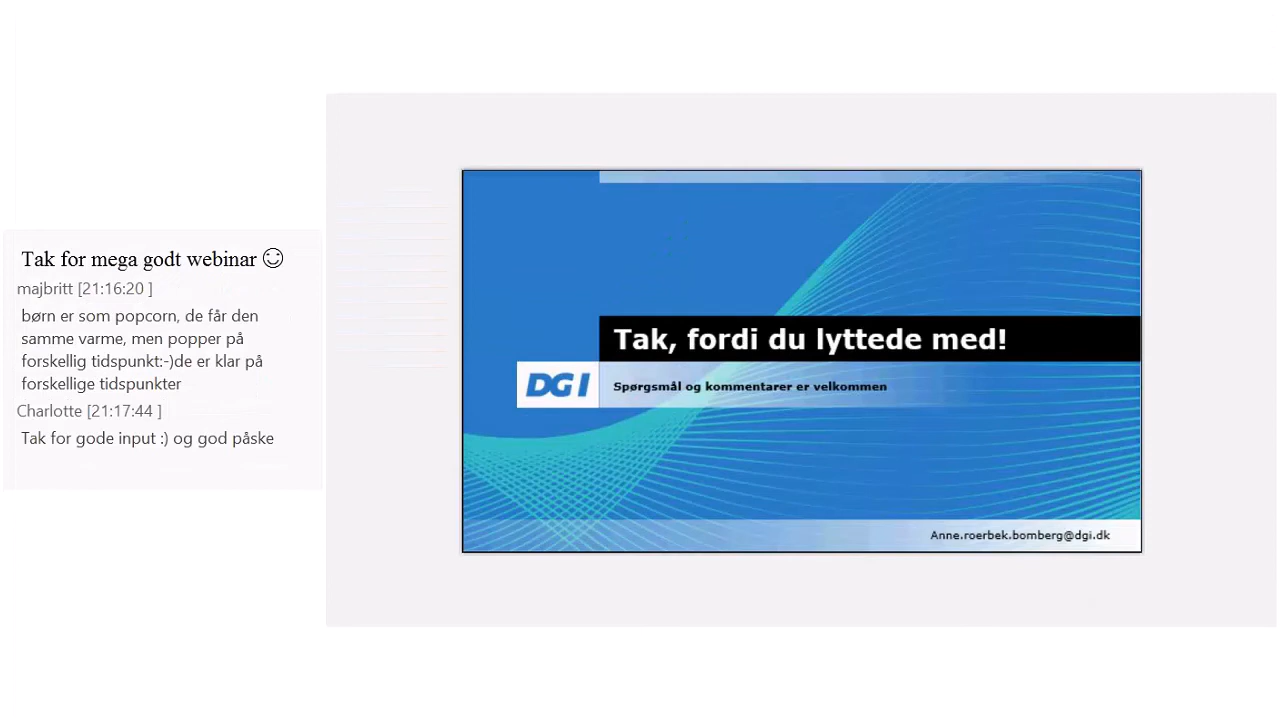 Tak for mega godt webinar ☺
majbritt [21:16:20 ]
børn er som popcorn, de får den
samme varme, men popper på
forskellig tidspunkt:-)de er klar på
forskellige tidspunkter
Charlotte [21:17:44 ]
Tak for gode input :) og god påske
Tak, fordi du lyttede med!
DGI
Spørgsmål og kommentarer er velkommen
Anne.roerbek.bomberg@dgi.dk